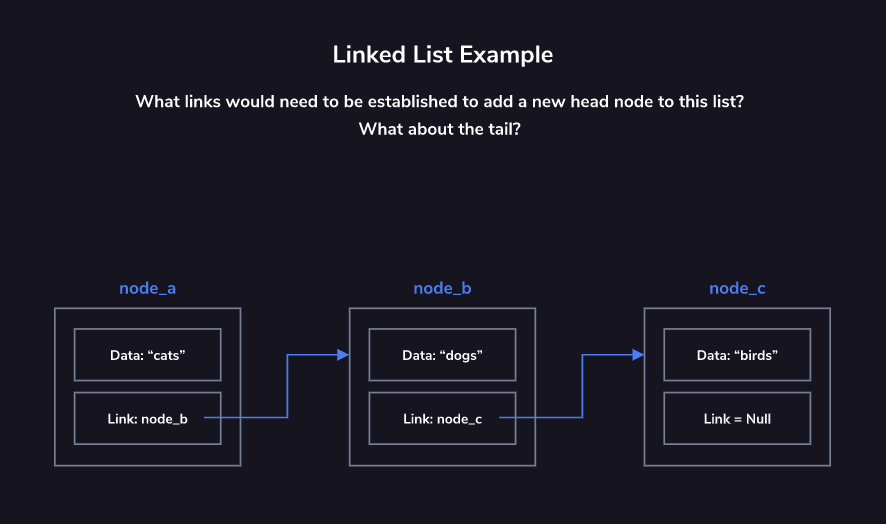 Linked List Example
What links would need to be established to add a new head node to this list?
What about the tail?
node_a
node_b
node_c
Data: “cats”
Data: “dogs”
Data: “birds”
Link: node_b
Link: node_c
Link = Null